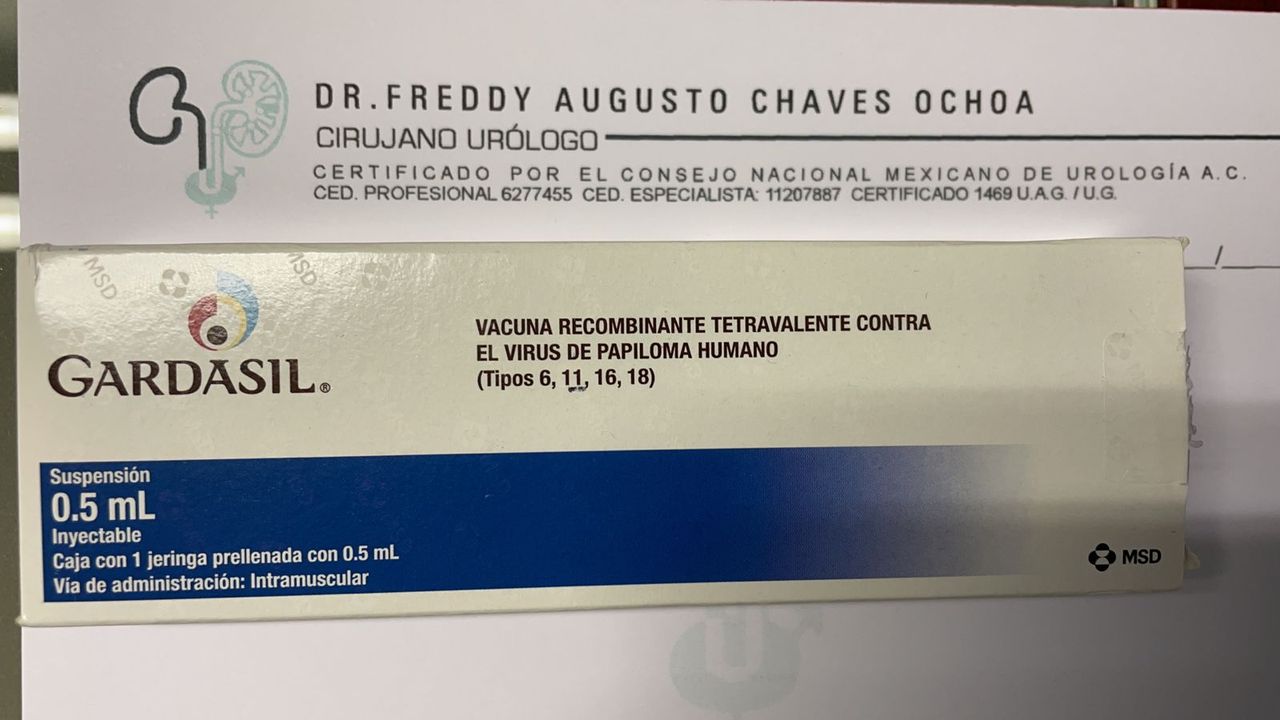 DR. FREDDY AUGUSTO CHAVES OCHOA
CIRUJANO URÓLOGO
CERTIFICADO POR EL CONSEJO NACIONAL MEXICANO DE UROLOGÍA A.C.
CED. PROFESIONAL 6277455 CED. ESPECIALISTA: 11207887 CERTIFICADO 1469 U.A.G. / U.G.
/
MSD
MSD
GARDASIL®
VACUNA RECOMBINANTE TETRAVALENTE CONTRA
EL VIRUS DE PAPILOMA HUMANO
(Tipos 6, 11, 16, 18)
Suspensión
0.5 mL
Inyectable
Caja con 1 jeringa prellenada con 0.5 mL
Vía de administración: Intramuscular
MSD